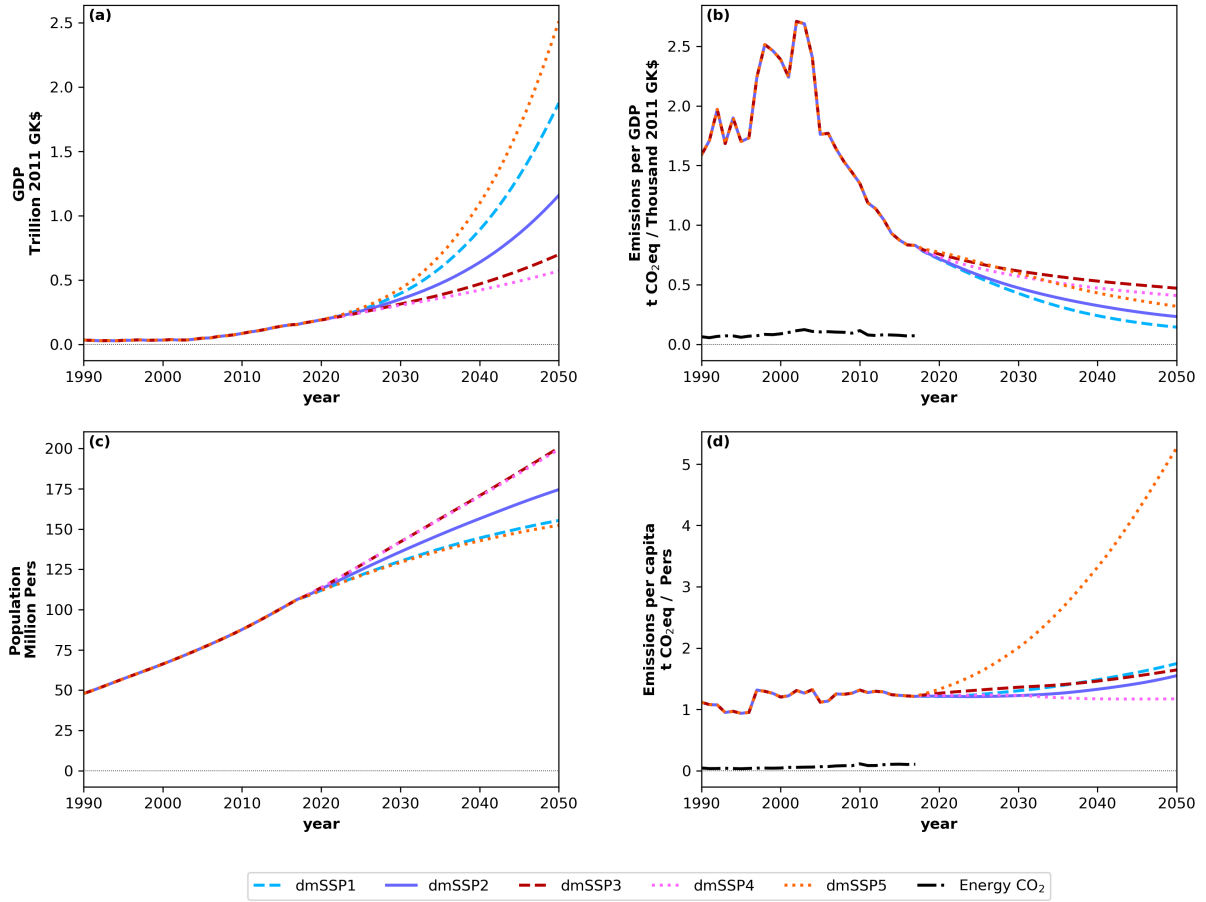 (a)
GDP
Trillion 2011 GK$
2.5
2.0
1.5
1.0
0.5
0.0
1990 2000 2010 2020 2030 2040 2050
year
(b)
Emissions per GDP
t CO₂eq / Thousand 2011 GK$
2.5
2.0
1.5
1.0
0.5
0.0
1990 2000 2010 2020 2030 2040 2050
year
(c)
Population
Million Pers
200
175
150
125
100
75
50
25
0
1990 2000 2010 2020 2030 2040 2050
year
(d)
Emissions per capita
t CO₂eq / Pers
5
4
3
2
1
0
1990 2000 2010 2020 2030 2040 2050
year
dmSSP1 dmSSP2 dmSSP3 dmSSP4 dmSSP5 Energy CO₂